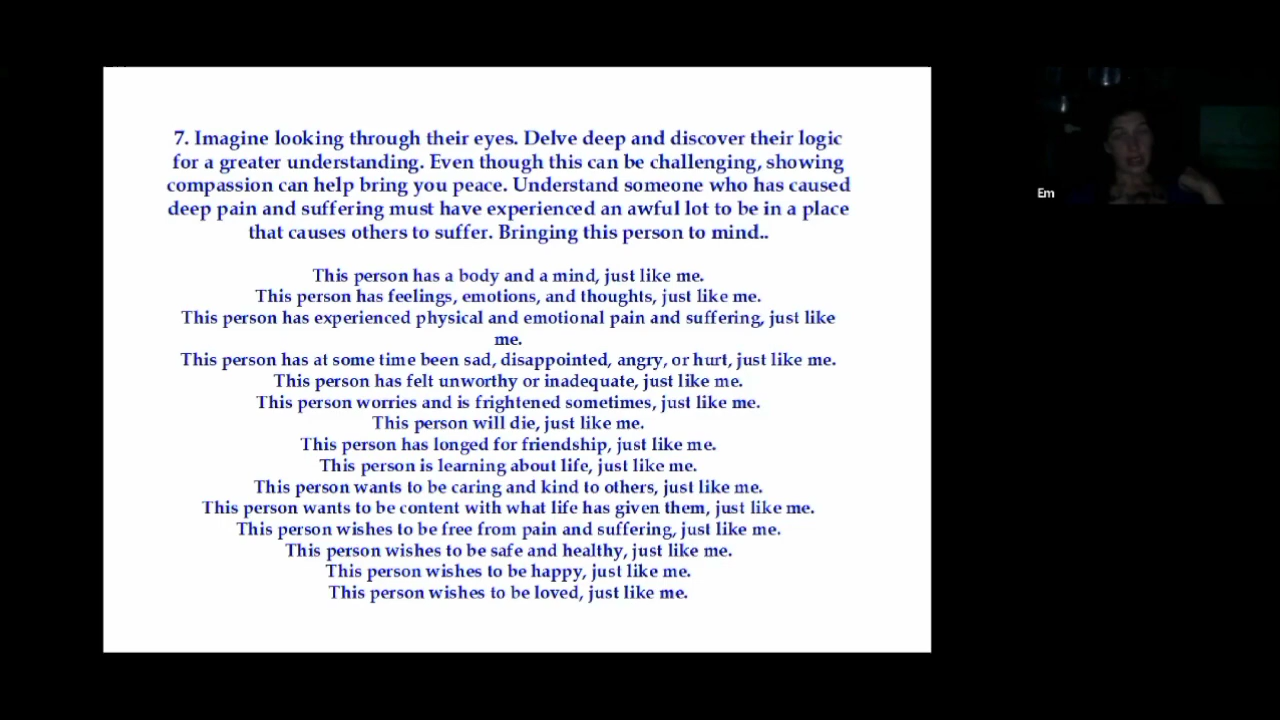 7. Imagine looking through their eyes. Delve deep and discover their logic
for a greater understanding. Even though this can be challenging, showing
compassion can help bring you peace. Understand someone who has caused
deep pain and suffering must have experienced an awful lot to be in a place
that causes others to suffer. Bringing this person to mind..
This person has a body and a mind, just like me.
This person has feelings, emotions, and thoughts, just like me.
This person has experienced physical and emotional pain and suffering, just like
me.
This person has at some time been sad, disappointed, angry, or hurt, just like me.
This person has felt unworthy or inadequate, just like me.
This person worries and is frightened sometimes, just like me.
This person will die, just like me.
This person has longed for friendship, just like me.
This person is learning about life, just like me.
This person wants to be caring and kind to others, just like me.
This person wants to be content with what life has given them, just like me.
This person wishes to be free from pain and suffering, just like me.
This person wishes to be safe and healthy, just like me.
This person wishes to be happy, just like me.
This person wishes to be loved, just like me.
Em